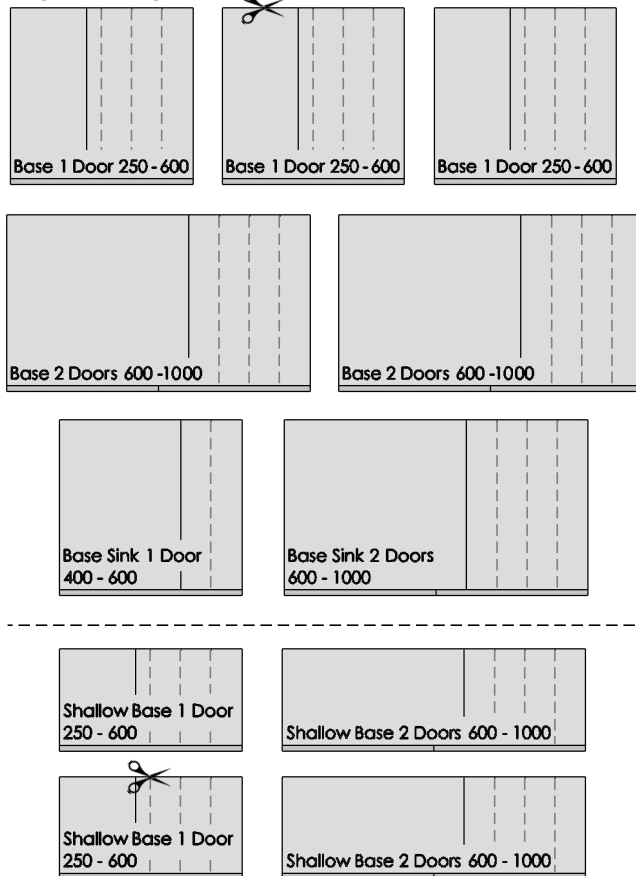 Base 1 Door 250 - 600
Base 1 Door 250 - 600
Base 1 Door 250 - 600
Base 2 Doors 600 -1000
Base 2 Doors 600 -1000
Base Sink 1 Door
400 - 600
Base Sink 2 Doors
600 - 1000
Shallow Base 1 Door
250 - 600
Shallow Base 2 Doors 600 - 1000
Shallow Base 1 Door
250 - 600
Shallow Base 2 Doors 600 - 1000